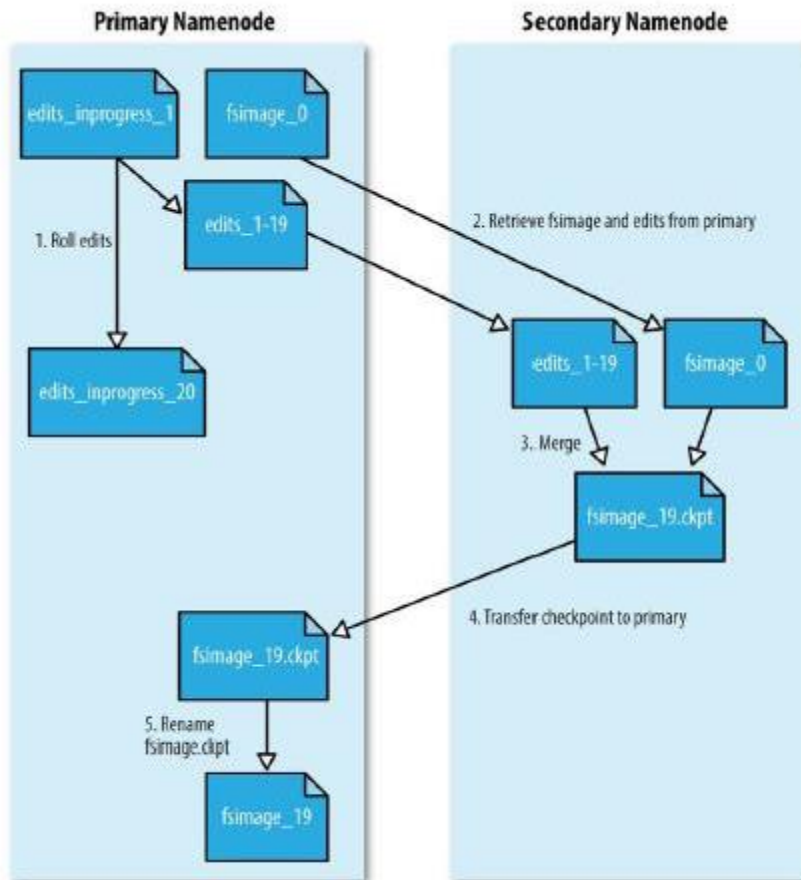 Primary Namenode
Secondary Namenode
edits_inprogress_1
fsimage_0
edits_1-19
1. Roll edits
2. Retrieve fsimage and edits from primary
edits_inprogress_20
edits_1-19
fsimage_0
3. Merge
fsimage_19.ckpt
4. Transfer checkpoint to primary
fsimage_19.ckpt
5. Rename
fsimage.ckpt
fsimage_19